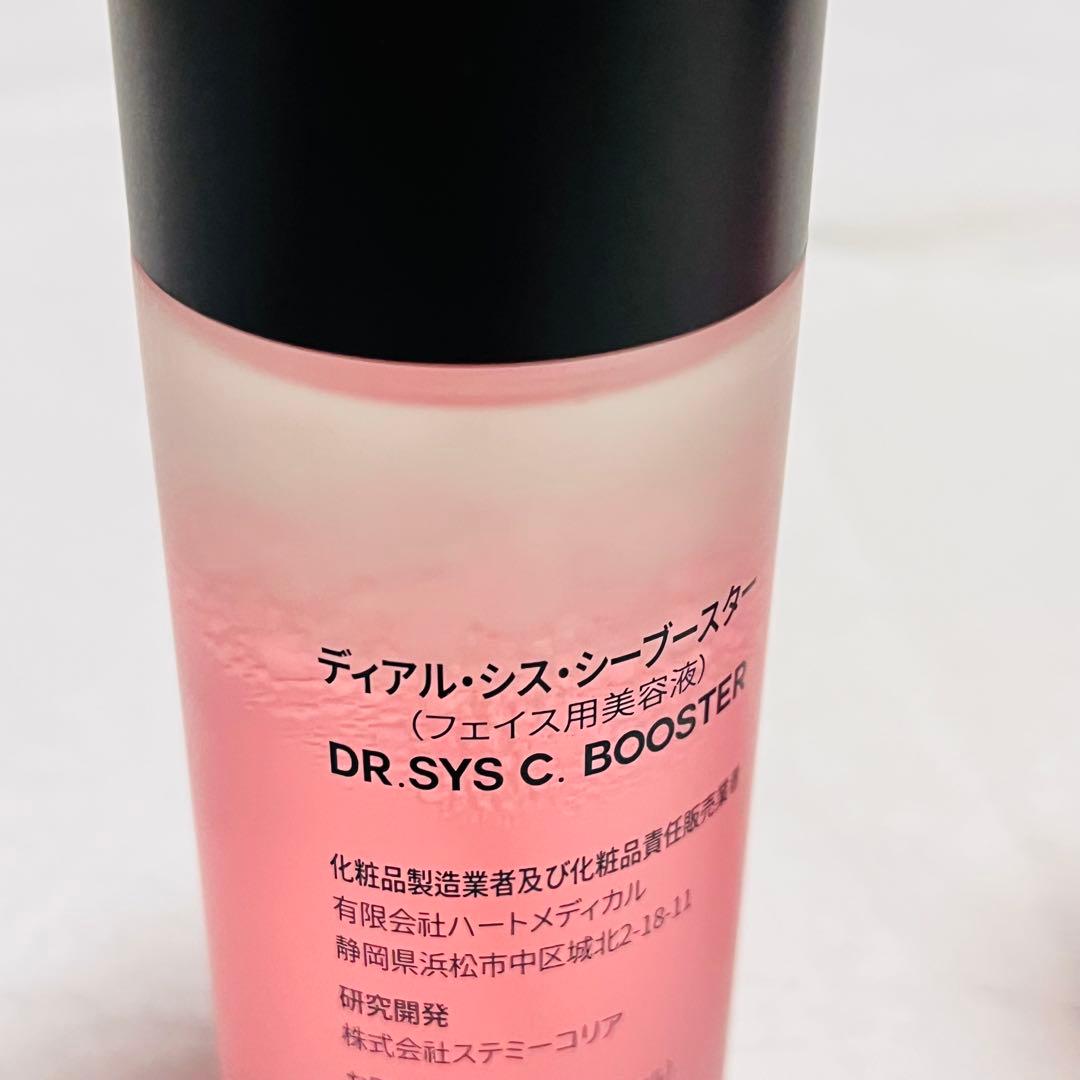 ディアル・シス・シーブースター
（フェイス用美容液）
DR.SYS C. BOOSTER
化粧品製造業者及び化粧品責任販売業者
有限会社ハートメディカル
静岡県浜松市中区城北2-18-11
研究開発
株式会社ステミーコリア